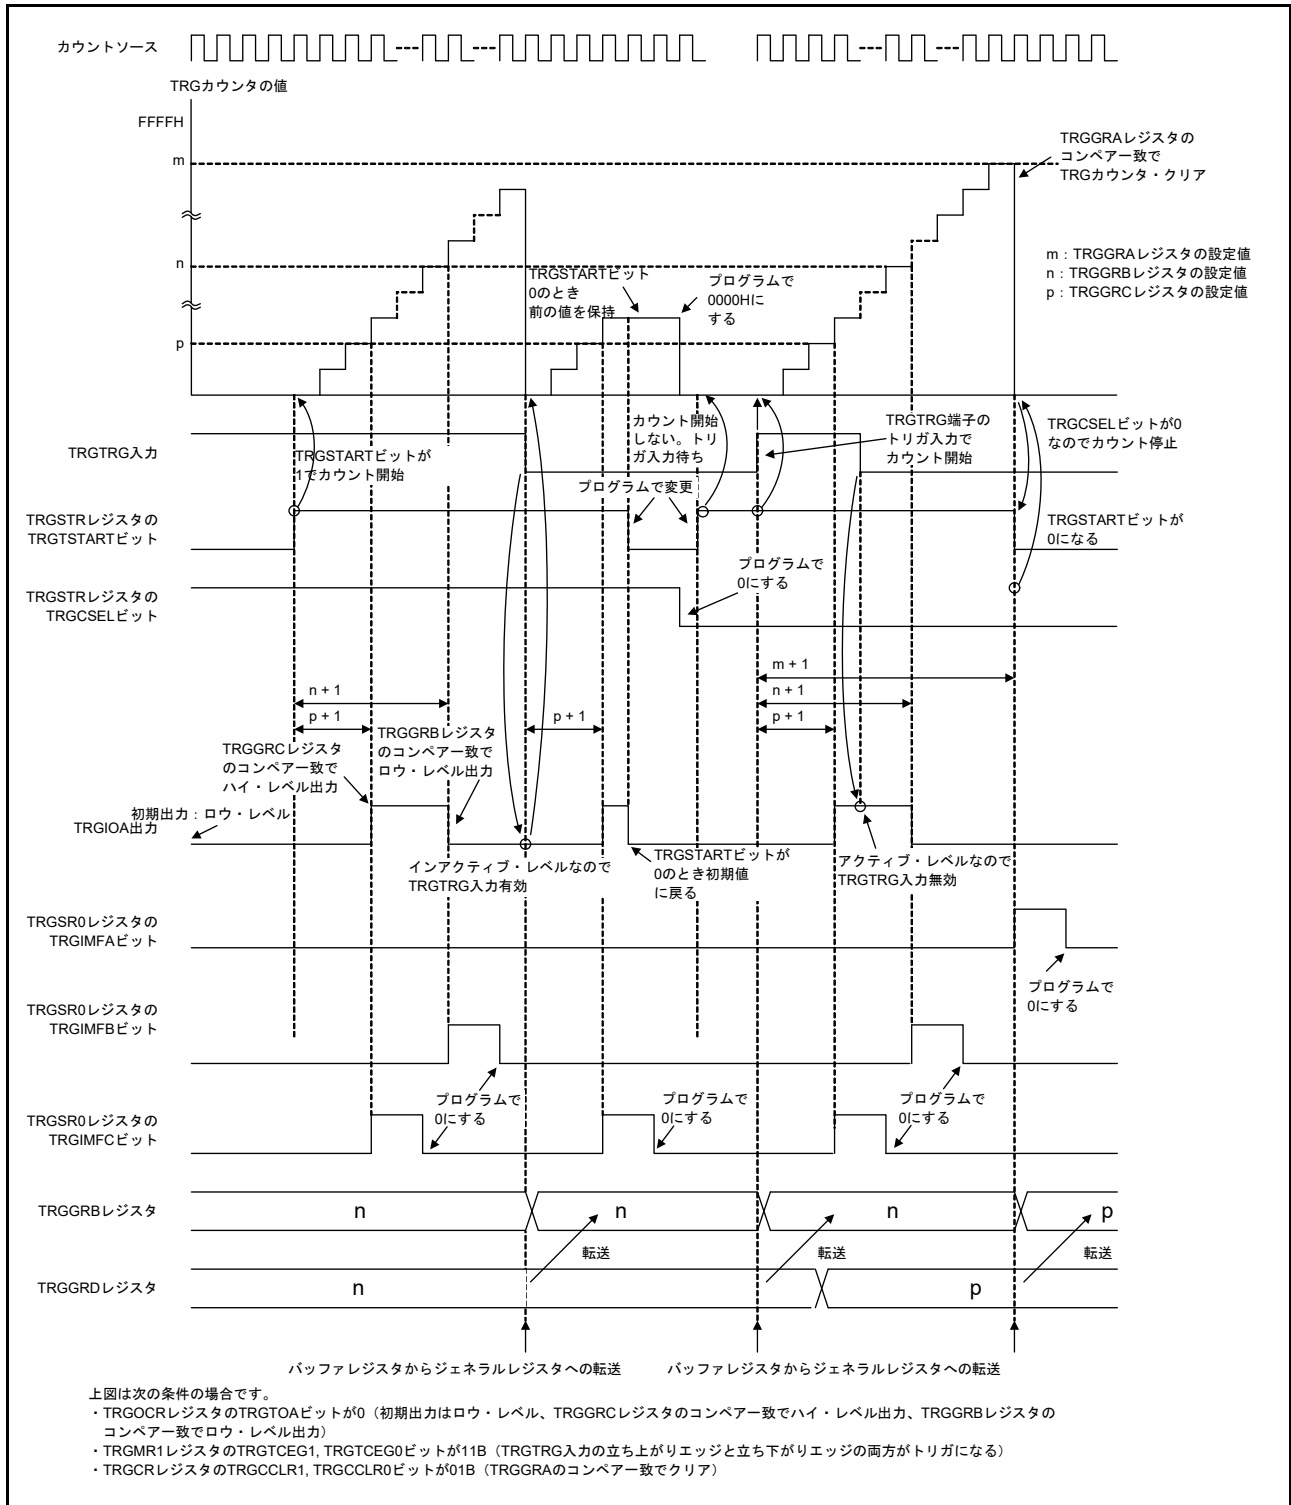 カウントソース
TRGカウンタの値
FFFFH
m
n
p
TRGGRAレジスタの
コンペア一致で
TRGカウンタ・クリア
m：TRGGRAレジスタの設定値
n：TRGGRBレジスタの設定値
p：TRGGRCレジスタの設定値
TRGSTARTビット
0のとき
前の値を保持
プログラムで
0000Hに
する
TRGTRG入力
TRGSTARTビットが
1でカウント開始
カウント開始
しない。トリ
ガ入力待ち
TRGTRG端子の
トリガ入力で
カウント開始
TRGCSELビットが0
なのでカウント停止
プログラムで変更
TRGSTRレジスタの
TRGTSTARTビット
TRGSTARTビットが
0になる
プログラムで
0にする
TRGSTRレジスタの
TRGCSELビット
m + 1
n + 1
n + 1
p + 1
p + 1
p + 1
TRGGRCレジスタ
のコンペア一致で
ハイ・レベル出力
TRGGRBレジスタ
のコンペア一致で
ロウ・レベル出力
初期出力：ロウ・レベル
TRGIOA出力
インアクティブ・レベルなので
TRGTRG入力有効
TRGSTARTビットが
0のとき初期値
に戻る
アクティブ・レベルなので
TRGTRG入力無効
TRGSR0レジスタの
TRGIMFAビット
プログラムで
0にする
TRGSR0レジスタの
TRGIMFBビット
プログラムで
0にする
プログラムで
0にする
プログラムで
0にする
TRGSR0レジスタの
TRGIMFCビット
TRGGRBレジスタ
n
n
n
p
転送
転送
転送
TRGGRDレジスタ
n
p
バッファレジスタからジェネラルレジスタへの転送
バッファレジスタからジェネラルレジスタへの転送
上図は次の条件の場合です。
・TRGOCRレジスタのTRGTOAビットが0（初期出力はロウ・レベル、TRGGRCレジスタのコンペア一致でハイ・レベル出力、TRGGRBレジスタの
コンペア一致でロウ・レベル出力）
・TRGMR1レジスタのTRGTCEG1, TRGTCEG0ビットが11B（TRGTRG入力の立ち上がりエッジと立ち下がりエッジの両方がトリガになる）
・TRGCRレジスタのTRGCCLR1, TRGCCLR0ビットが01B（TRGGRAのコンペア一致でクリア）